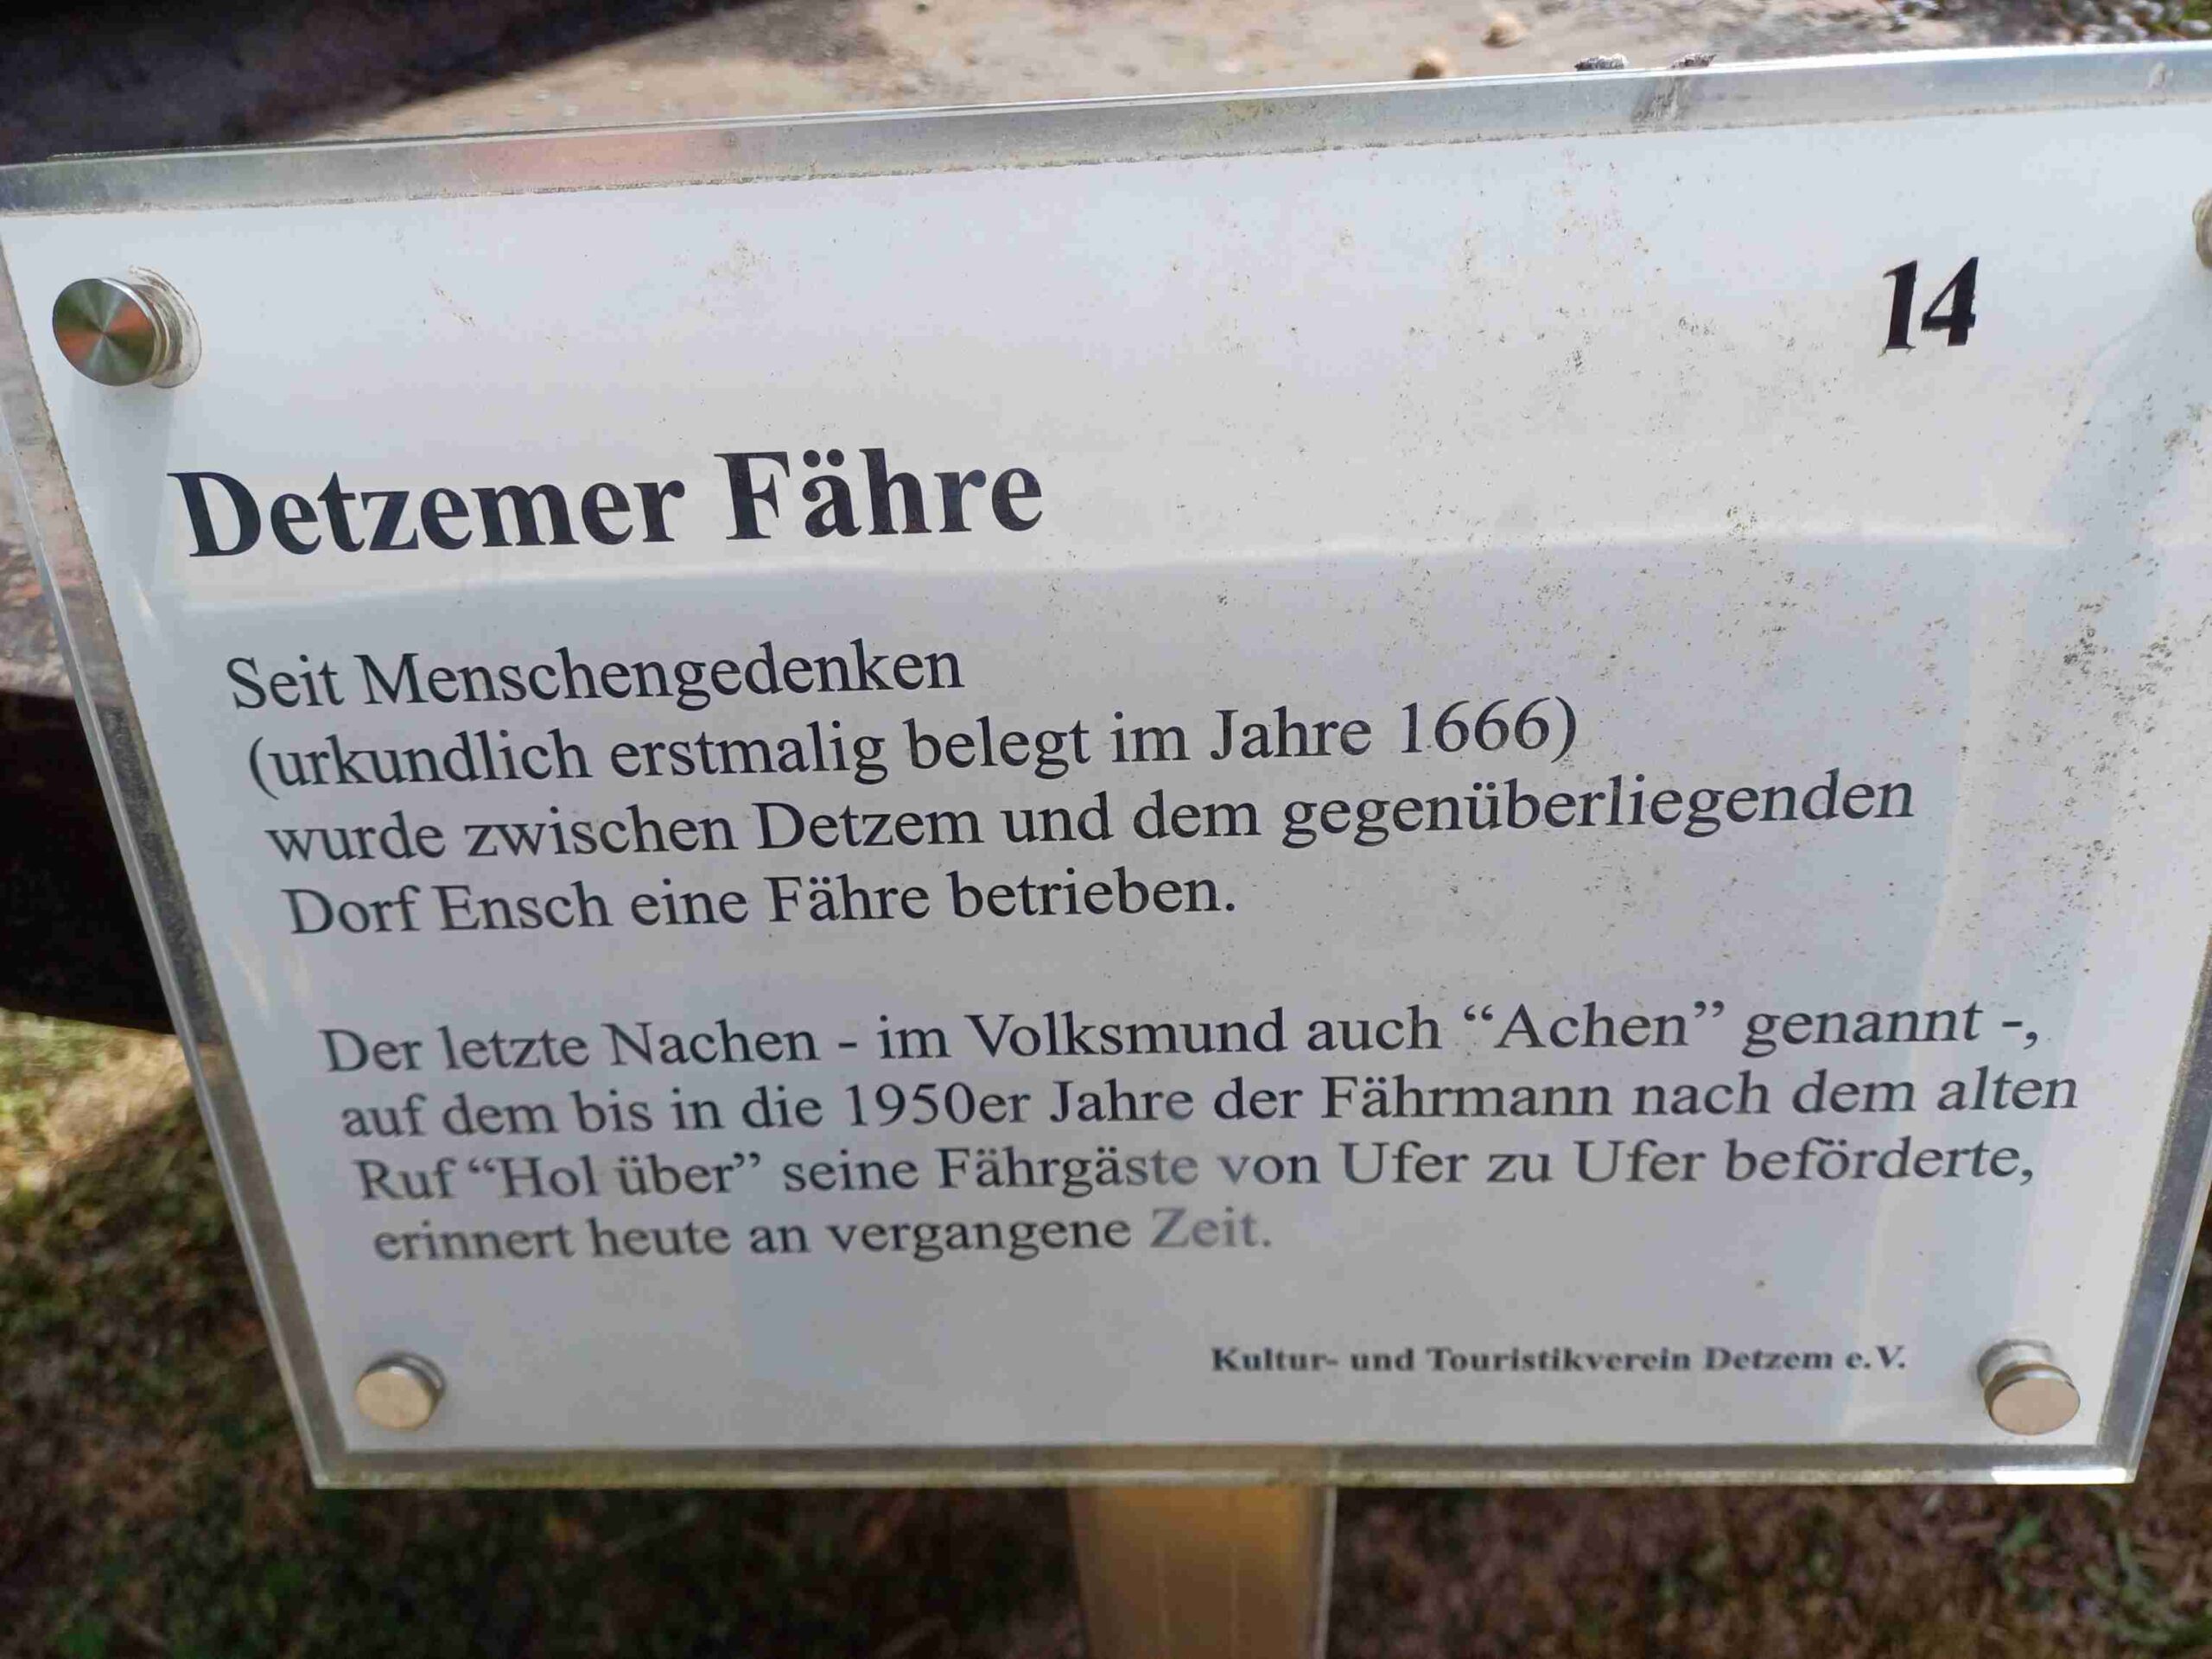 14
Detzemer Fähre
Seit Menschengedenken
(urkundlich erstmalig belegt im Jahre 1666)
wurde zwischen Detzem und dem gegenüberliegenden
Dorf Ensch eine Fähre betrieben.
Der letzte Nachen - im Volksmund auch “Achen” genannt -,
auf dem bis in die 1950er Jahre der Fährmann nach dem alten
Ruf “Hol über” seine Fährgäste von Ufer zu Ufer beförderte,
erinnert heute an vergangene Zeit.
Kultur- und Touristikverein Detzem e.V.